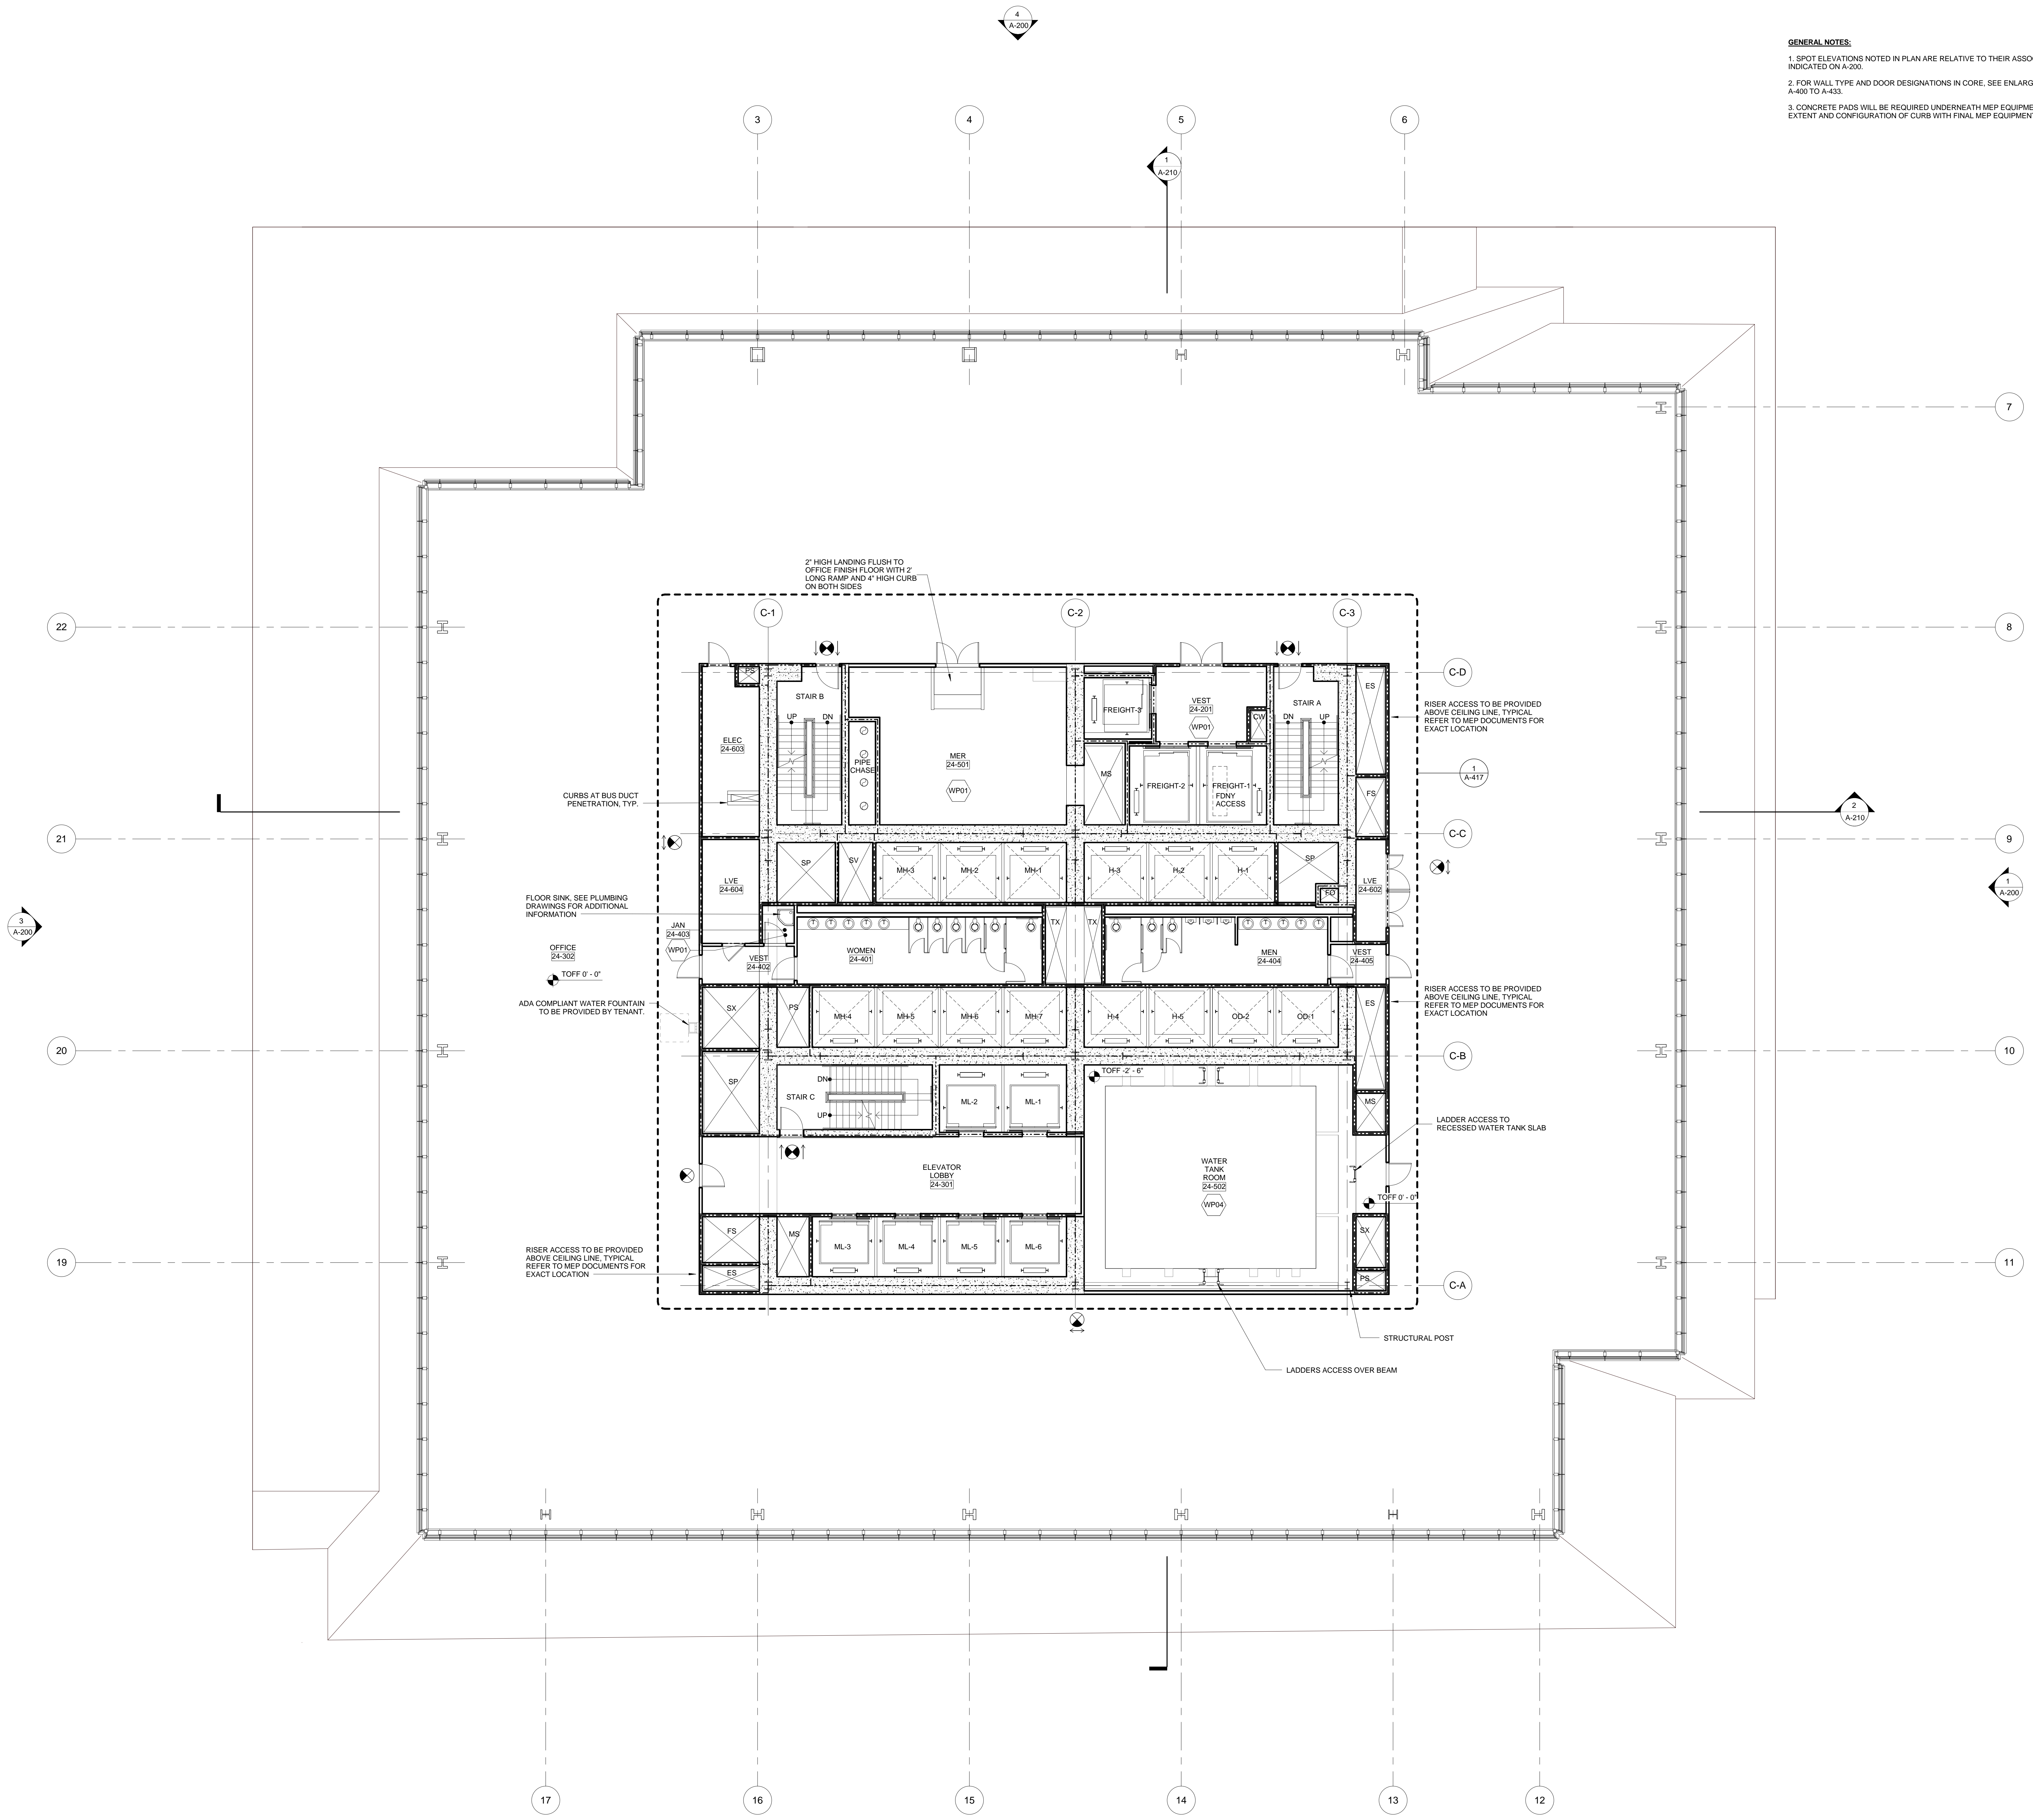 4
A-200
GENERAL NOTES:
1. SPOT ELEVATIONS NOTED IN PLAN ARE RELATIVE TO THEIR
INDICATED ON A-200.
2. FOR WALL TYPE AND DOOR DESIGNATIONS IN CORE, SEE
A-400 TO A-433.
3. CONCRETE PADS WILL BE REQUIRED UNDERNEATH MEP
EXTENT AND CONFIGURATION OF CURB WITH FINAL MEP
3
4
5
6
1
A-210
7
2" HIGH LANDING FLUSH TO
OFFICE FINISH FLOOR WITH 2'
LONG RAMP AND 4" HIGH CURB
ON BOTH SIDES
22
C-1
C-2
C-3
8
PS
C-D
STAIR B
UP
DN
FREIGHT-3
VEST
24-201
WP01
CW
STAIR A
DN
UP
ES
RISER ACCESS TO BE PROVIDED
ABOVE CEILING LINE, TYPICAL
REFER TO MEP DOCUMENTS FOR
EXACT LOCATION
ELEC
24-603
PIPE
CHASE
MER
24-501
WP01
MS
FREIGHT-2
FREIGHT-1
FDNY
ACCESS
FS
1
A-417
CURBS AT BUS DUCT
PENETRATION, TYP.
2
A-210
21
C-C
9
LVE
24-604
SP
SV
MH-3
MH-2
MH-1
H-3
H-2
H-1
SP
FO
LVE
24-602
1
A-200
FLOOR SINK, SEE PLUMBING
DRAWINGS FOR ADDITIONAL
INFORMATION
3
A-200
JAN
24-403
WP01
OFFICE
24-302
TOFF 0' - 0"
VEST
24-402
WOMEN
24-401
TX
TX
MEN
24-404
VEST
24-405
ADA COMPLIANT WATER FOUNTAIN
TO BE PROVIDED BY TENANT.
SX
PS
MH-4
MH-5
MH-6
MH-7
H-4
H-5
OD-2
OD-1
ES
RISER ACCESS TO BE PROVIDED
ABOVE CEILING LINE, TYPICAL
REFER TO MEP DOCUMENTS FOR
EXACT LOCATION
20
C-B
10
SP
DN
STAIR C
UP
ML-2
ML-1
TOFF -2' - 6"
MS
LADDER ACCESS TO
RECESSED WATER TANK SLAB
ELEVATOR
LOBBY
24-301
WATER
TANK
ROOM
24-502
WP04
TOFF 0' - 0"
FS
MS
ML-3
ML-4
ML-5
ML-6
SX
RISER ACCESS TO BE PROVIDED
ABOVE CEILING LINE, TYPICAL
REFER TO MEP DOCUMENTS FOR
EXACT LOCATION
19
ES
PS
C-A
11
STRUCTURAL POST
LADDERS ACCESS OVER BEAM
17
16
15
14
13
12